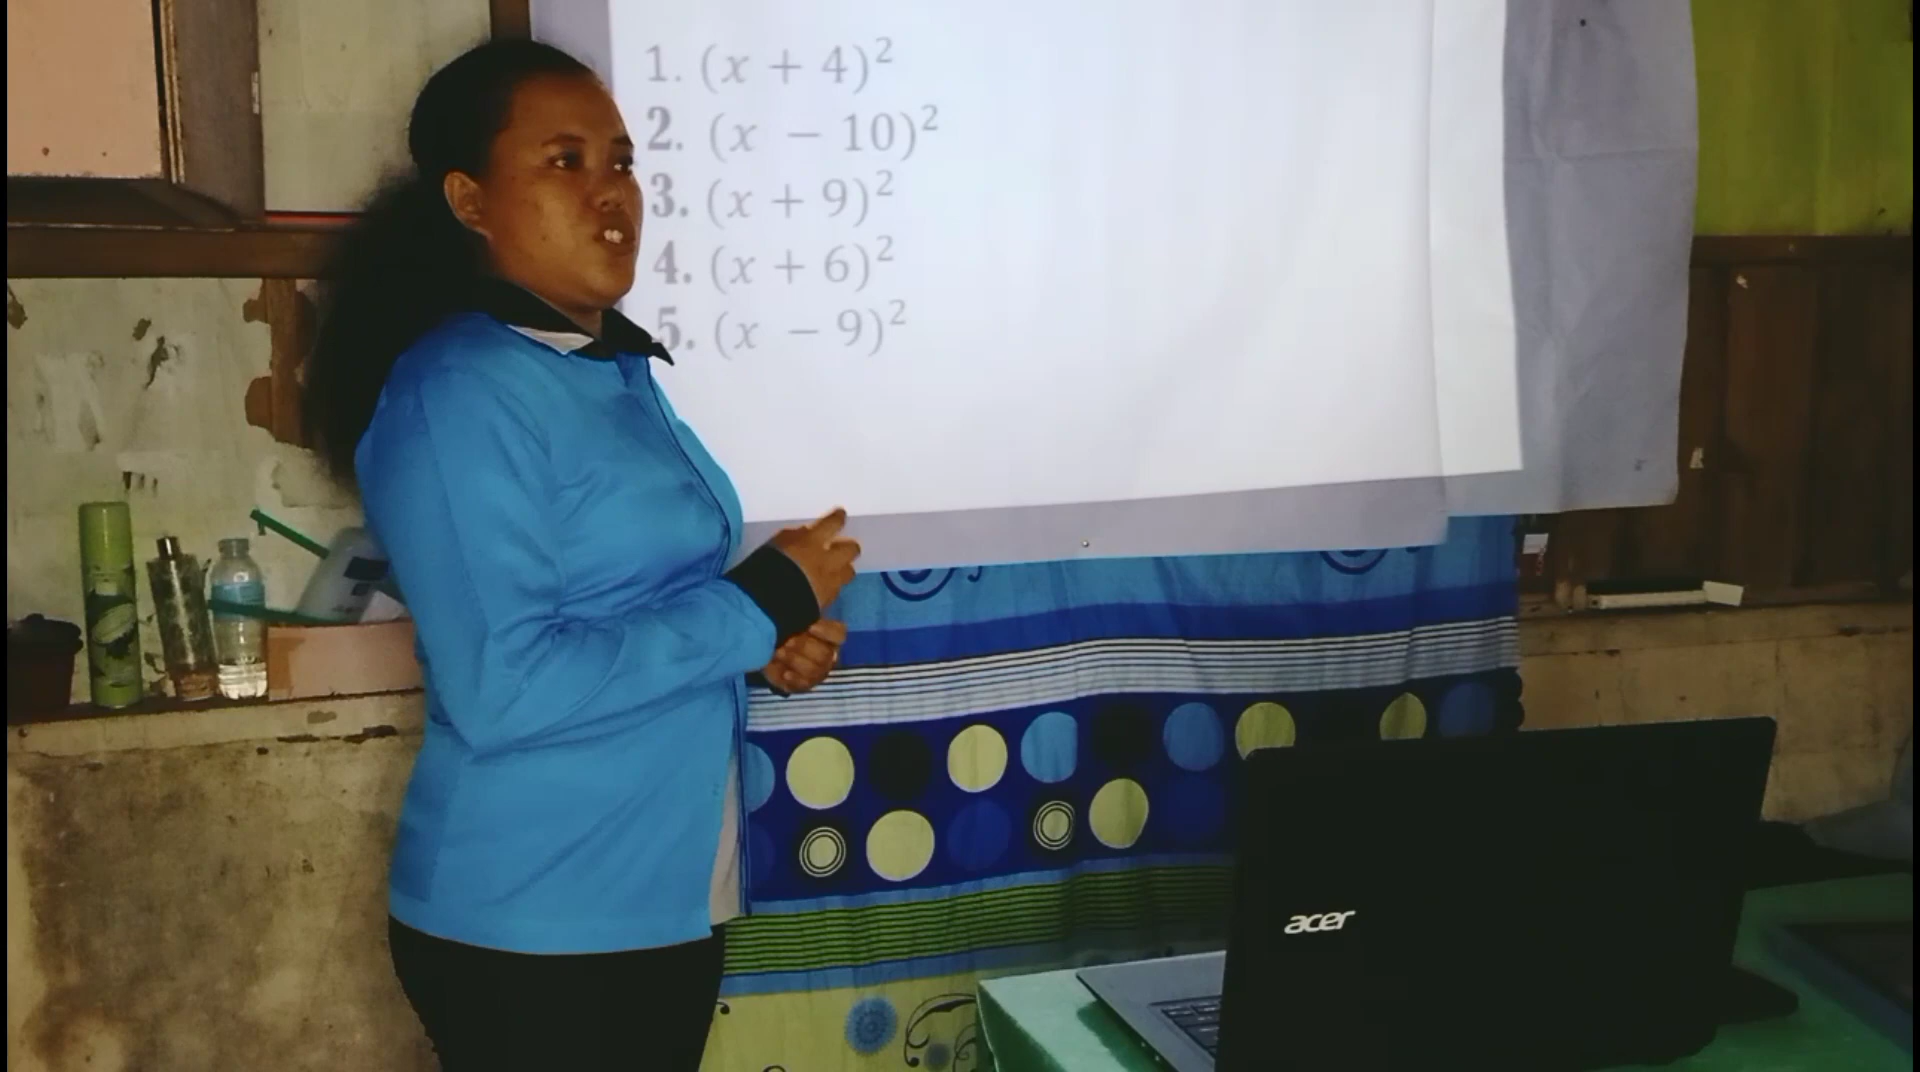 1. (x + 4)²
2. (x − 10)²
3. (x + 9)²
4. (x + 6)²
5. (x − 9)²
acer